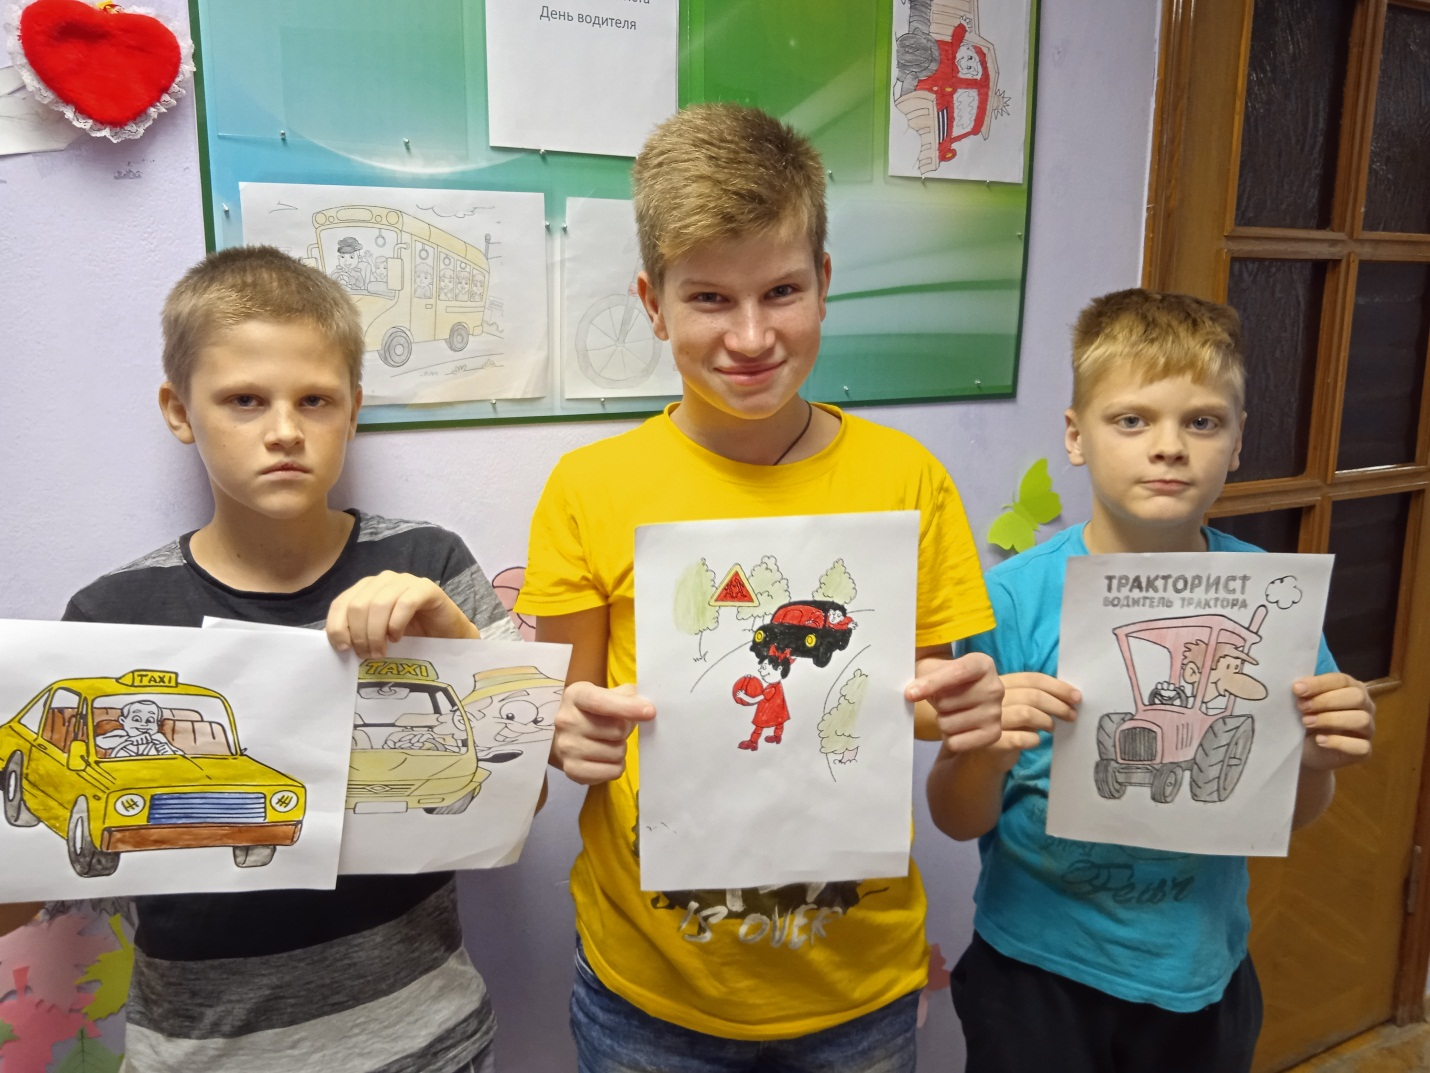 День водителя
TAXI
TAXI
ТРАКТОРИСТ
ВОДИТЕЛЬ ТРАКТОРА
IS OVER